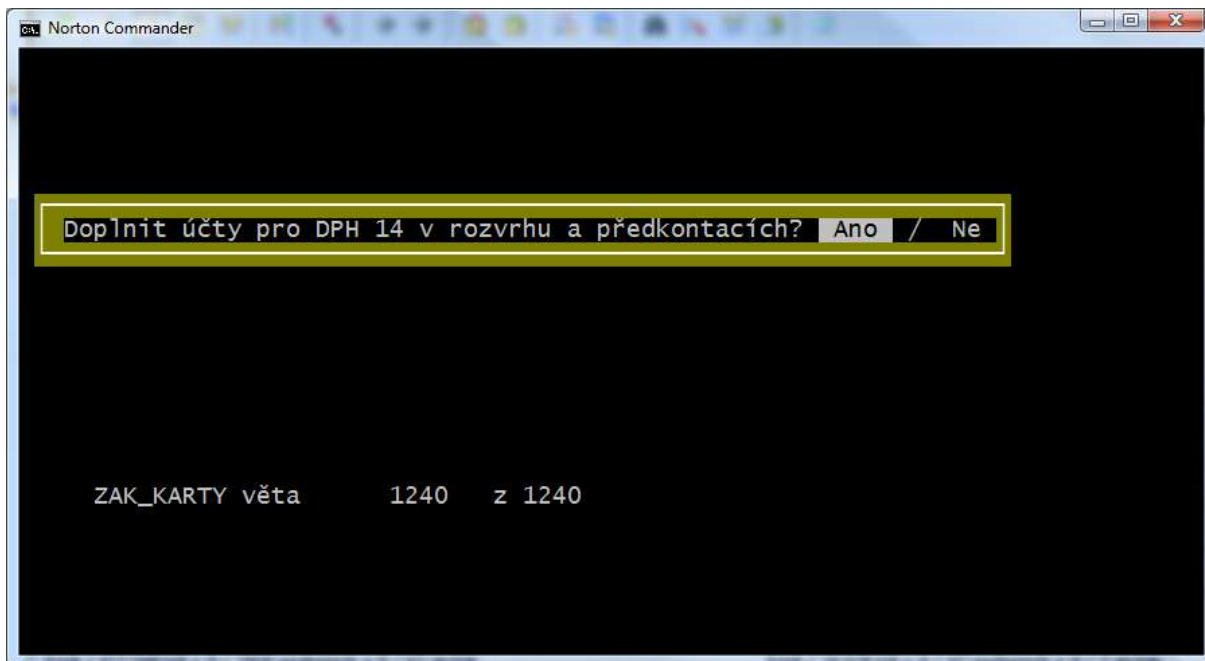 Norton Commander
Doplnit účty pro DPH 14 v rozvrhu a předkontacích? Ano / Ne
ZAK_KARTY věta 1240 z 1240